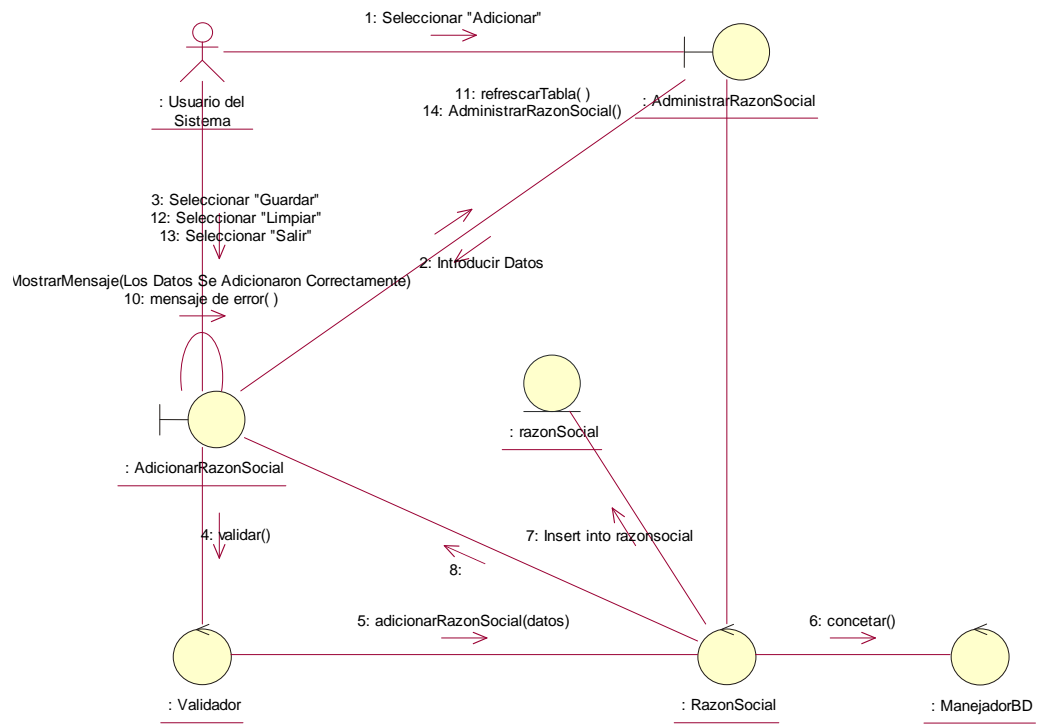 1: Seleccionar "Adicionar"
: Usuario del
Sistema
11: refrescarTabla( )
14: AdministrarRazonSocial()
: AdministrarRazonSocial
3: Seleccionar "Guardar"
12: Seleccionar "Limpiar"
13: Seleccionar "Salir"
2: Introducir Datos
MostrarMensaje(Los Datos Se Adicionaron Correctamente)
10: mensaje de error( )
: razonSocial
: AdicionarRazonSocial
4: validar()
7: Insert into razonsocial
8:
5: adicionarRazonSocial(datos)
6: concetar()
: Validador
: RazonSocial
: ManejadorBD